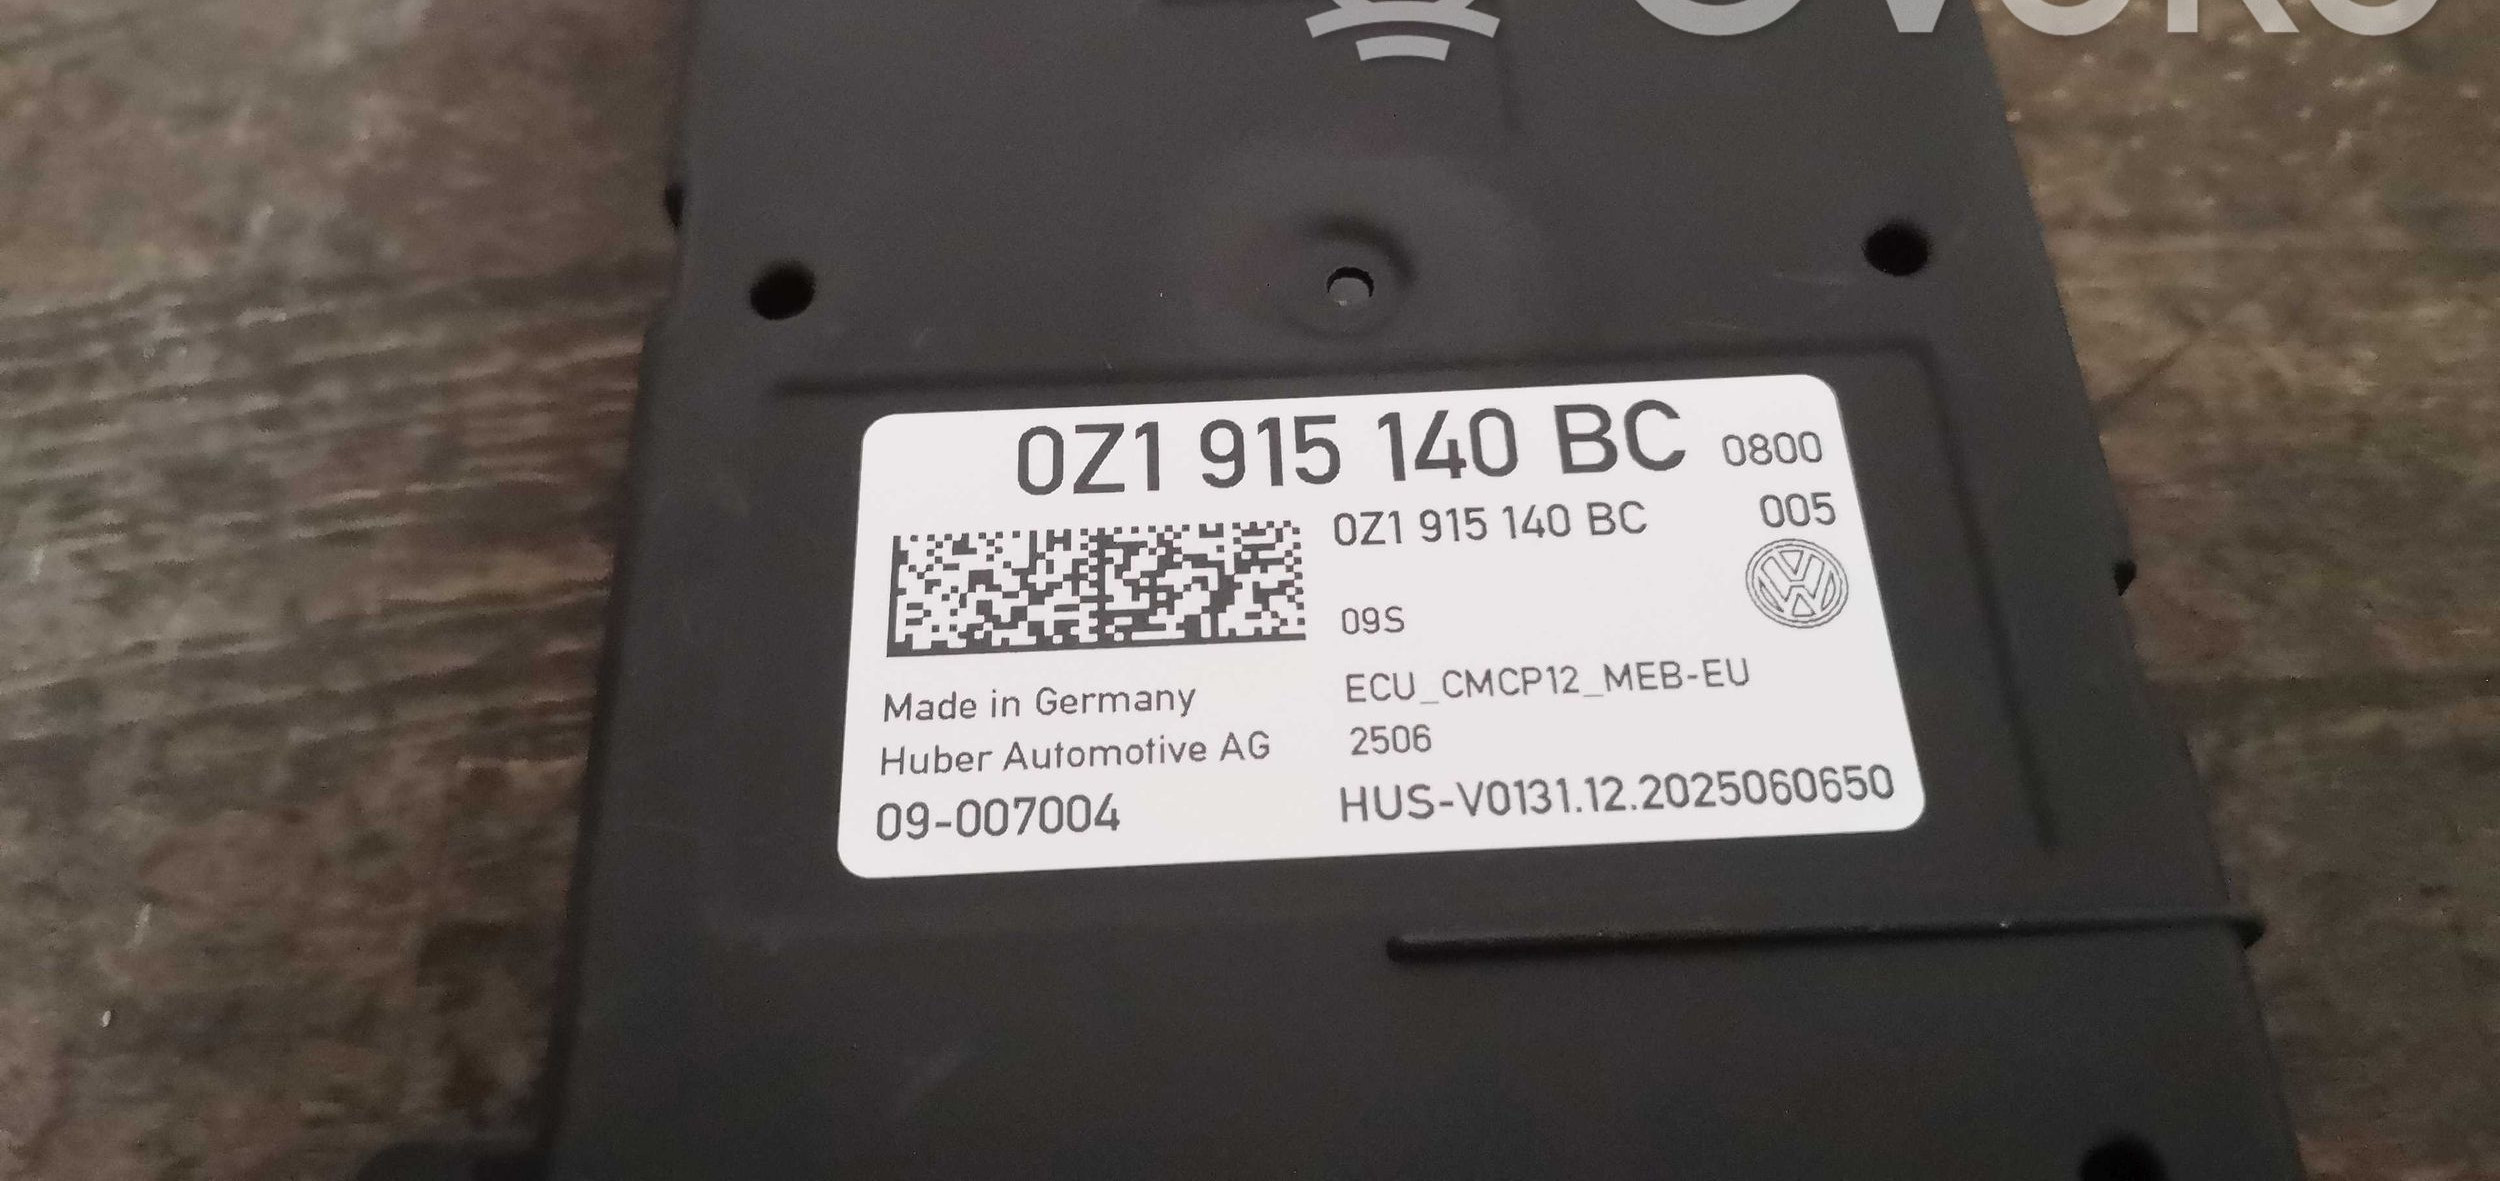 0Z1 915 140 BC 0800
0Z1 915 140 BC 005
09S
Made in Germany ECU_CMCP12_MEB-EU
Huber Automotive AG 2506
09-007004 HUS-V0131.12.2025060650